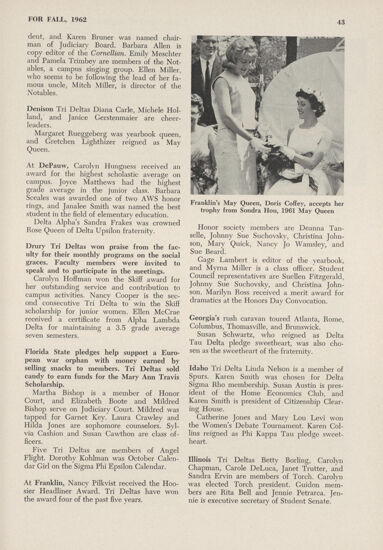 FOR FALL, 1962
43
dent, and Karen Bruner was named chair-
man of Judiciary Board. Barbara Allen is
copy editor of the Cornellian. Emily Meschter
and Pamela Trimbey are members of the Not-
ables, a campus singing group. Ellen Miller,
who seems to be following the lead of her fa-
mous uncle, Mitch Miller, is director of the
Notables.
Denison Tri Deltas Diana Carle, Michele Hol-
land, and Janice Gerstenmaier are cheer-
leaders.
Margaret Brueggeberg was yearbook queen,
and Gretchen Lighthizer reigned as May
Queen.
At DePauw, Carolyn Hungness received an
award for the highest scholastic average on
campus. Joyce Matthews had the highest
grade average in the junior class. Barbara
Sceales was awarded one of two AWS honor
rings, and Janalee Smith was named the best
student in the field of elementary education.
Delta Alpha's Sandra Frakes was crowned
Rose Queen of Delta Upsilon fraternity.
Drury Tri Deltas won praise from the fac-
ulty for their monthly programs on the social
graces. Faculty members were invited to
speak and to participate in the meetings.
Carolyn Hoffman won the Skiff award for
her outstanding service and contribution to
campus activities. Nancy Cooper is the sec-
ond consecutive Tri Delta to win the Skiff
scholarship for junior women. Ellen McCroe
received a certificate from Alpha Lambda
Delta for maintaining a 3.5 grade average
seven semesters.
Florida State pledges help support a Euro-
pean war orphan with money earned by
selling snacks to members. Tri Deltas sold
candy to earn funds for the Mary Ann Travis
Scholarship.
Martha Bishop is a member of Honor
Court, and Elizabeth Boote and Mildred
Bishop serve on Judiciary Court. Mildred was
tapped for Garnet Key. Laura Crawley and
Hilda Jones are sophomore counselors. Syl-
via Cashion and Susan Cawthon are class of-
ficers.
Five Tri Deltas are members of Angel
Flight. Dorothy Kohlman was October Calen-
dar Girl on the Sigma Phi Epsilon Calendar.
At Franklin, Nancy Pilkvist received the Hoo-
sier Headliner Award. Tri Deltas have won
the award four of the past five years.
Franklin's May Queen, Doris Coffey, accepts her
trophy from Sondra Hou, 1961 May Queen
Honor society members are Deanna Tan-
selle, Johnny Sue Suchovsky, Christina John-
son, Mary Quick, Nancy Jo Wamsley, and
Sue Beard.
Gage Lambert is editor of the yearbook,
and Myrna Miller is a class officer. Student
Council representatives are Suellen Fitzgerald,
Johnny Sue Suchovsky, and Christina John-
son. Marilyn Ross received a merit award for
dramatics at the Honors Day Convocation.
Georgia's rush caravan toured Atlanta, Rome,
Columbus, Thomasville, and Brunswick.
Susan Schwartz, who reigned as Delta
Tau Delta pledge sweetheart, was also cho-
sen as the sweetheart of the fraternity.
Idaho Tri Delta Linda Nelson is a member of
Spurs. Karen Smith was chosen for Delta
Sigma Rho membership. Susan Austin is pres-
ident of the Home Economics Club, and
Karen Smith is president of Citizenship Clear-
ing House.
Catherine Jones and Mary Lou Levi won
the Women's Debate Tournament. Karen Col-
lins reigned as Phi Kappa Tau pledge sweet-
heart.
Illinois Tri Deltas Betty Borling, Carolyn
Chapman, Carole DeLuca, Janet Trutter, and
Sandra Ervin are members of Torch. Carolyn
was elected Torch president. Guidon mem-
bers are Rita Bell and Jennie Petrarca. Jen-
nie is executive secretary of Student Senate.